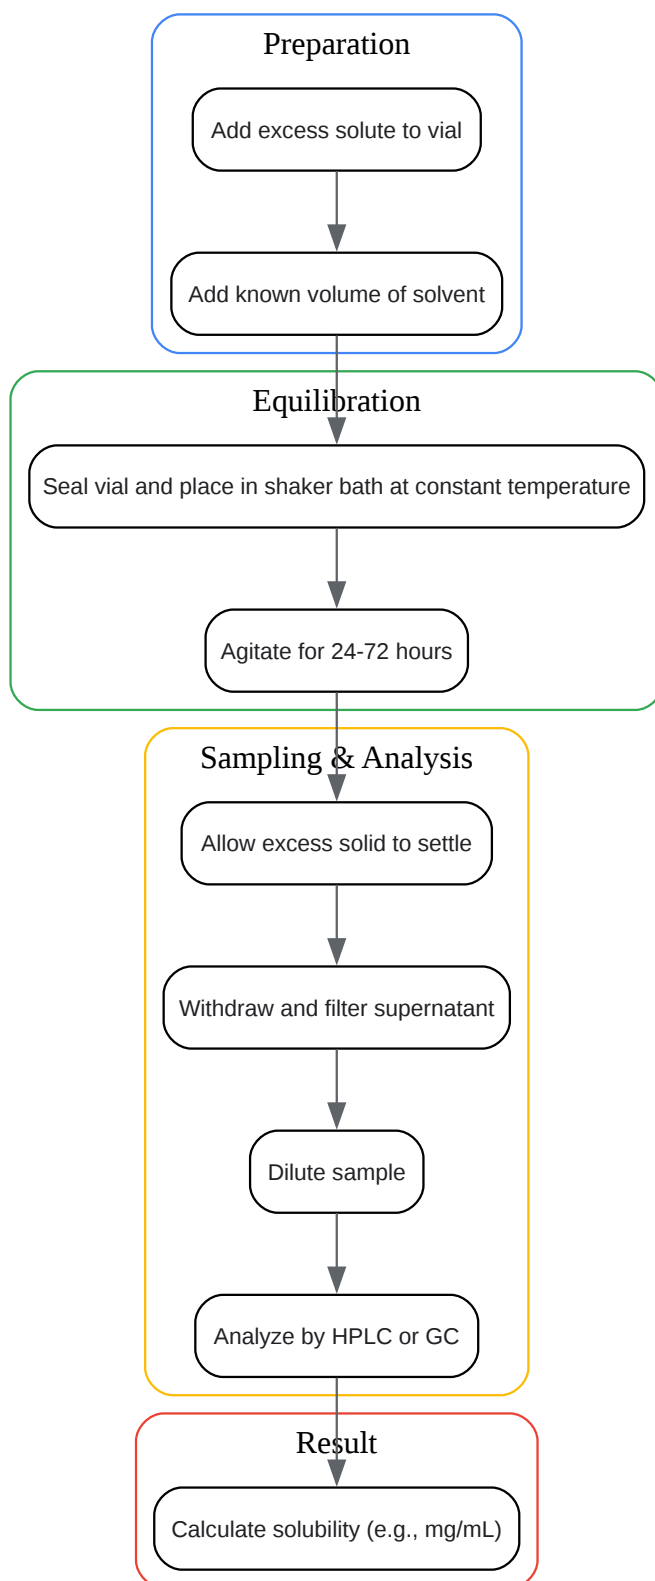 Preparation
Add excess solute to vial
Add known volume of solvent
Equilibration
Seal vial and place in shaker bath at constant temperature
Agitate for 24-72 hours
Sampling & Analysis
Allow excess solid to settle
Withdraw and filter supernatant
Dilute sample
Analyze by HPLC or GC
Result
Calculate solubility (e.g., mg/mL)